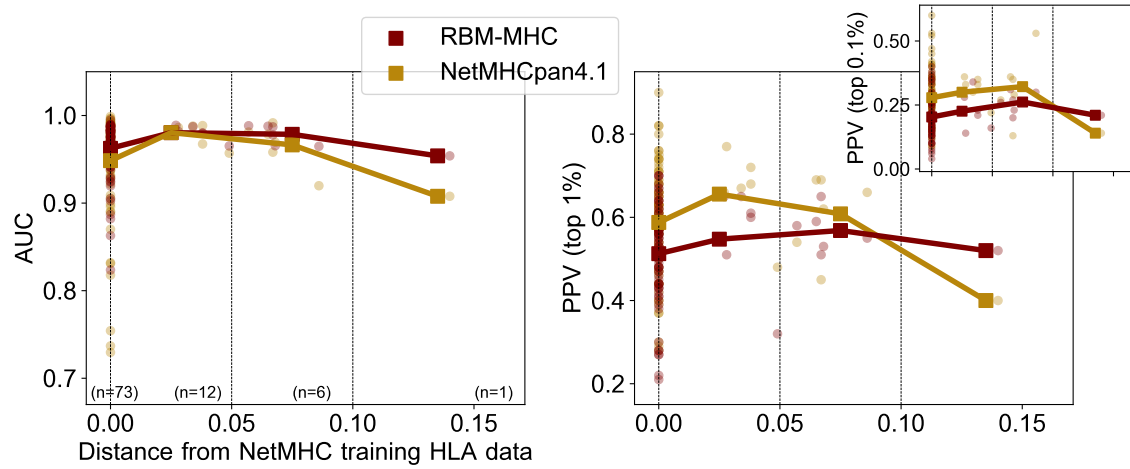 RBM-MHC
NetMHCpan4.1
AUC
1.0
0.9
0.8
0.7
(n=73)
(n=12)
(n=6)
(n=1)
0.00
0.05
0.10
0.15
Distance from NetMHC training HLA data
PPV (top 1%)
0.8
0.6
0.4
0.2
0.00
0.05
0.10
0.15
PPV (top 0.1%)
0.50
0.25
0.00